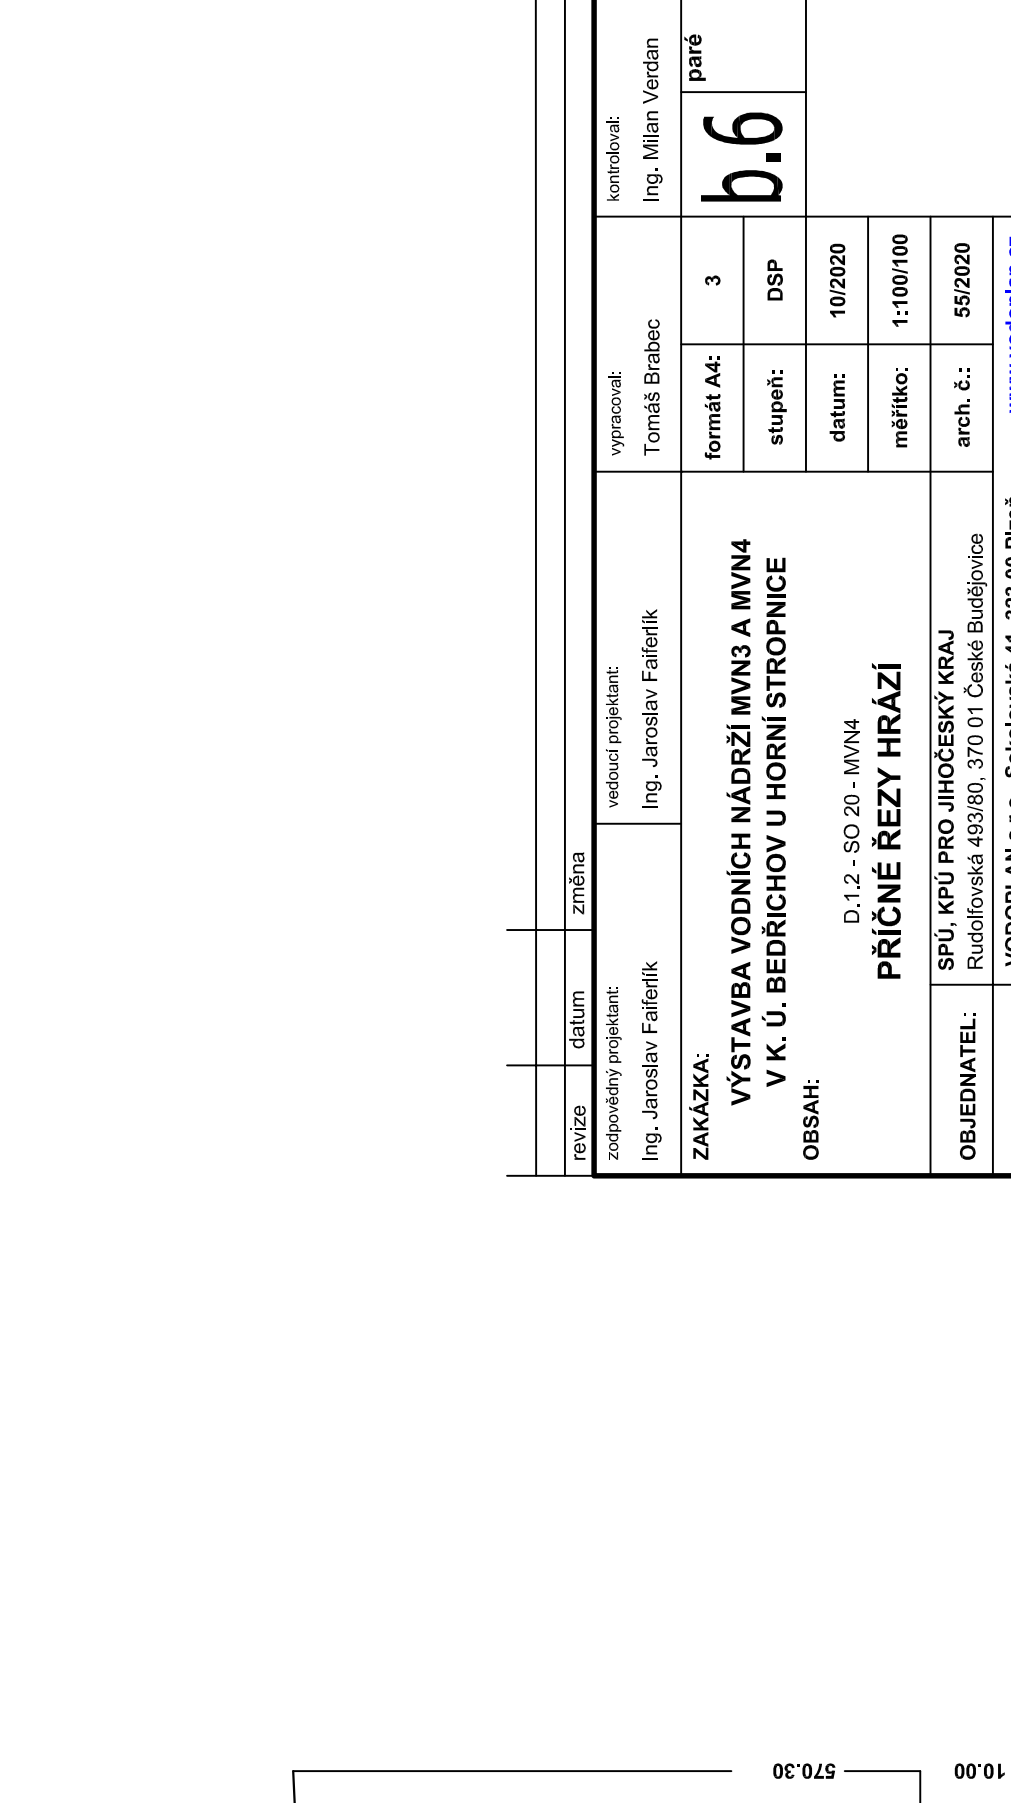 revize datum změna
zodpovědný projektant: vedoucí projektant: vypracoval: kontroloval:
Ing. Jaroslav Faiferlík Ing. Jaroslav Faiferlík Tomáš Brabec Ing. Milan Verdan
ZAKÁZKA:
VÝSTAVBA VODNÍCH NÁDRŽÍ MVN3 A MVN4
V K. Ú. BEDŘICHOV U HORNÍ STROPNICE
OBSAH:
D.1.2 - SO 20 - MVN4
PŘÍČNÉ ŘEZY HRÁZÍ
formát A4: 3
stupeň: DSP
datum: 10/2020
měřítko: 1:100/100
arch. č.: 55/2020
b.6
paré
OBJEDNATEL:
SPÚ, KPÚ PRO JIHOČESKÝ KRAJ
Rudolfovská 493/80, 370 01 České Budějovice
570.30
10.00